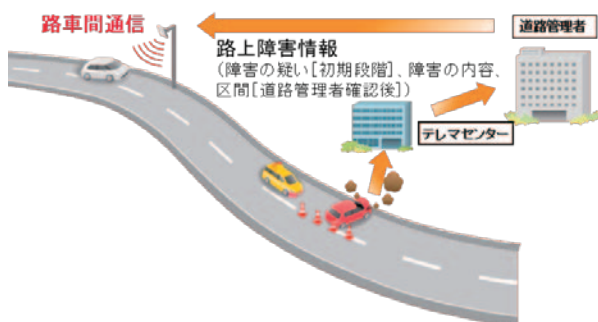 路車間通信
道路管理者
路上障害情報
(障害の疑い[初期段階]、障害の内容、
区間[道路管理者確認後])
テレマセンター